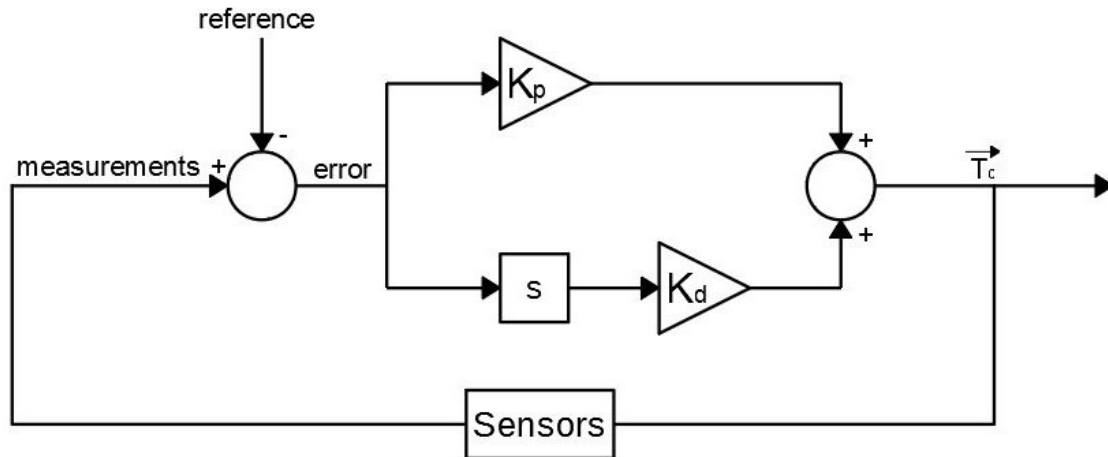 reference
-
Kp
+
measurements +
error
Tc
+
s
Kd
Sensors